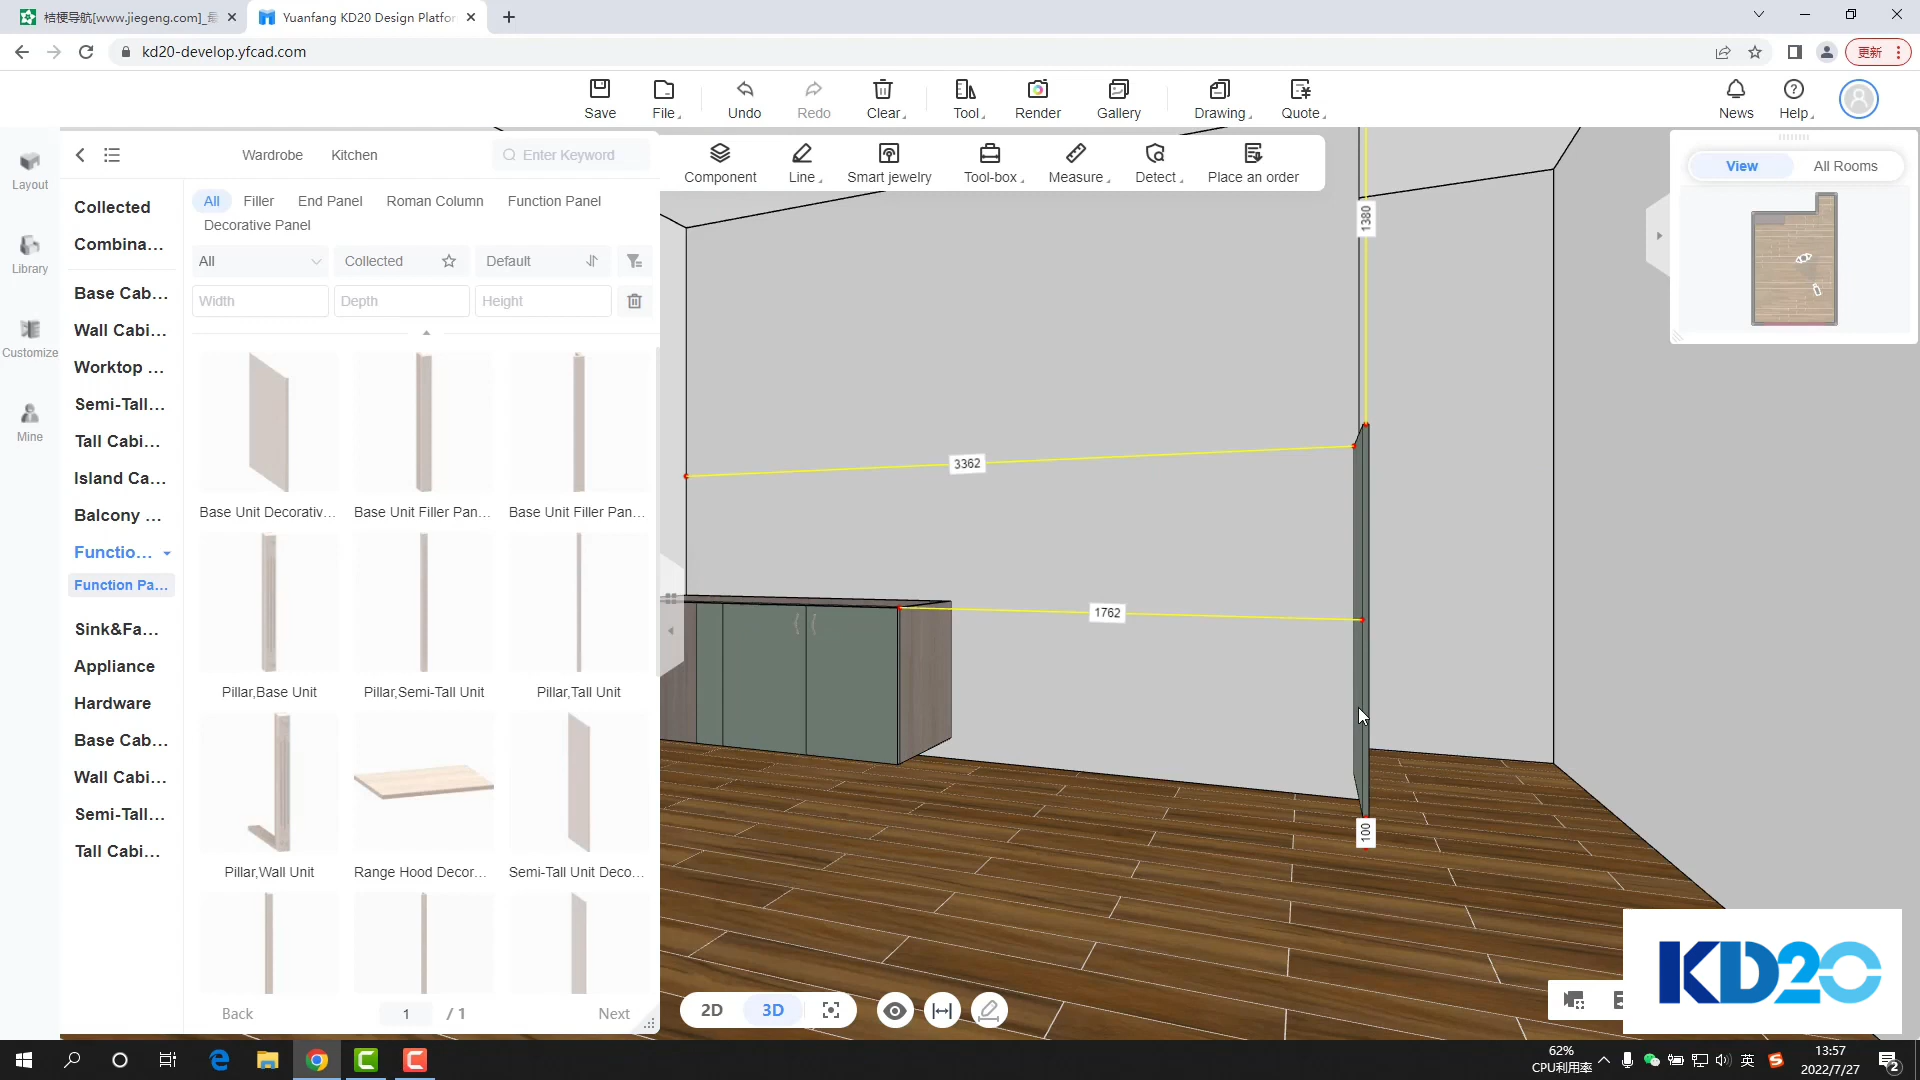 桔梗导航[www.jiegeng.com]_最
Yuanfang KD20 Design Platfor
kd20-develop.yfcad.com
更新
Save
File
Undo
Redo
Clear
Tool
Render
Gallery
Drawing
Quote
News
Help
Layout
Library
Customize
Mine
Wardrobe
Kitchen
Enter Keyword
Component
Line
Smart jewelry
Tool-box
Measure
Detect
Place an order
View
All Rooms
Collected
Combina...
Base Cab...
Wall Cabi...
Worktop ...
Semi-Tall...
Tall Cabi...
Island Ca...
Balcony ...
Functio...
Function Pa...
Sink&Fa...
Appliance
Hardware
Base Cab...
Wall Cabi...
Semi-Tall...
Tall Cabi...
All
Filler
End Panel
Roman Column
Function Panel
Decorative Panel
All
Collected
Default
Width
Depth
Height
Base Unit Decorativ...
Base Unit Filler Pan...
Base Unit Filler Pan...
Pillar,Base Unit
Pillar,Semi-Tall Unit
Pillar,Tall Unit
Pillar,Wall Unit
Range Hood Decor...
Semi-Tall Unit Deco...
Back
1
/ 1
Next
1380
3362
1762
100
2D
3D
KD20
62%
CPU利用率
英
13:57
2022/7/27
2